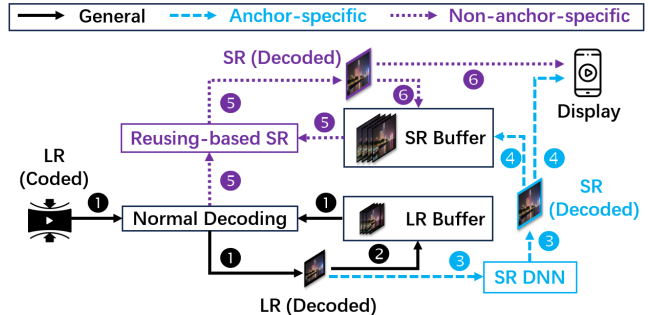 General
Anchor-specific
Non-anchor-specific
SR (Decoded)
6
5
6
Display
Reusing-based SR
5
SR Buffer
4
4
LR
(Coded)
5
SR
(Decoded)
1
Normal Decoding
1
LR Buffer
1
2
3
3
SR DNN
LR (Decoded)